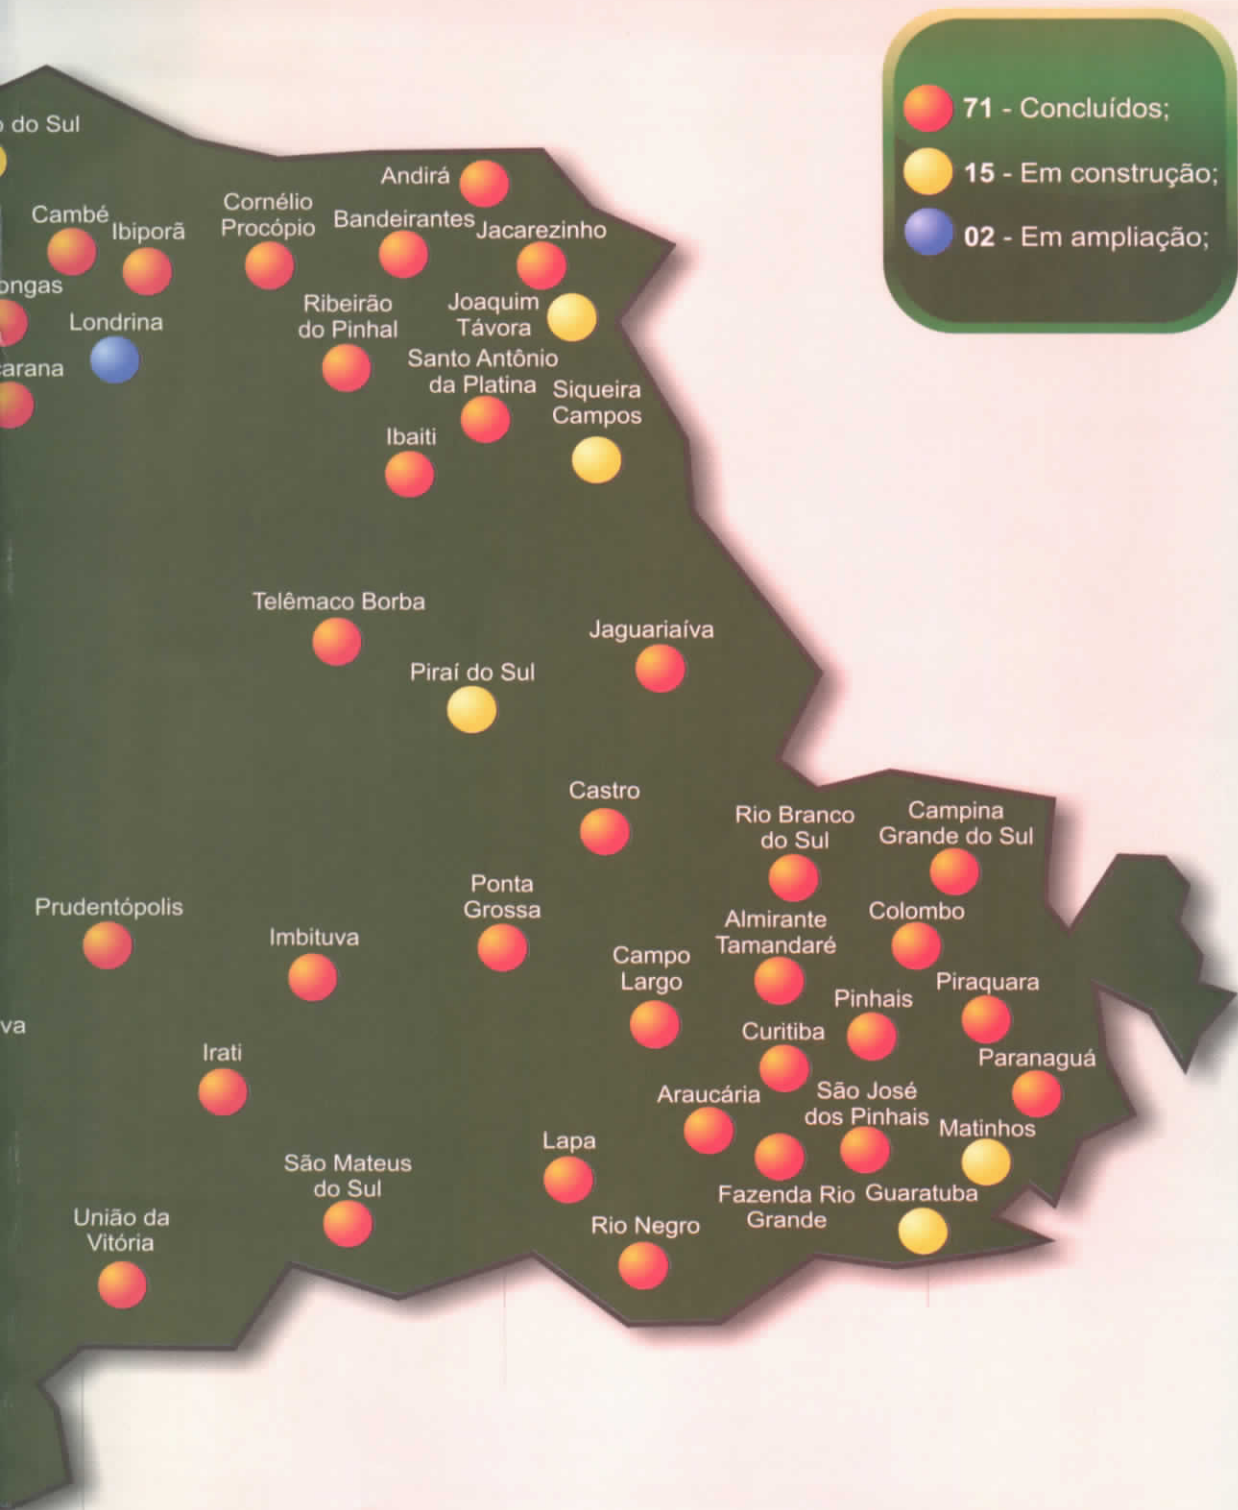 71 - Concluídos;
15 - Em construção;
02 - Em ampliação;
do Sul
Andirá
Cornélio
Procópio
Bandeirantes
Jacarezinho
Cambé
Ibiporã
ongas
Londrina
Ribeirão
do Pinhal
Joaquim
Távora
Santo Antônio
da Platina
Siqueira
Campos
arana
Ibaiti
Telêmaco Borba
Jaguariaíva
Piraí do Sul
Castro
Rio Branco
do Sul
Campina
Grande do Sul
Ponta
Grossa
Prudentópolis
Imbituva
Almirante
Tamandaré
Colombo
Campo
Largo
Pinhais
Piraquara
va
Irati
Curitiba
Paranaguá
Araucária
São José
dos Pinhais
Matinhos
Lapa
São Mateus
do Sul
Fazenda Rio
Grande
Guaratuba
União da
Vitória
Rio Negro